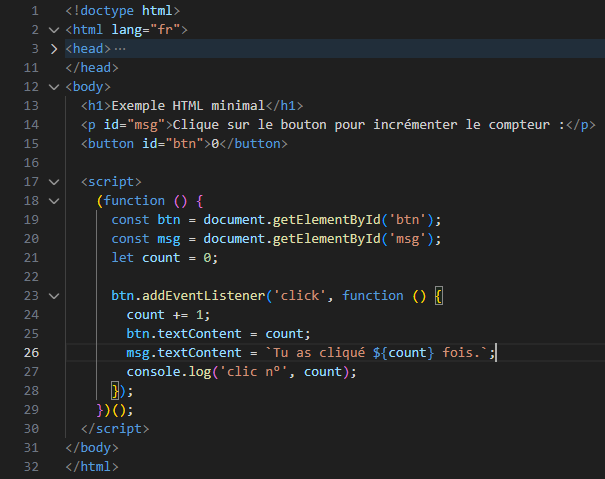 1 <!doctype html>
2 <html lang="fr">
3 <head>⋯
11 </head>
12 <body>
13 <h1>Exemple HTML minimal</h1>
14 <p id="msg">Clique sur le bouton pour incrémenter le compteur :</p>
15 <button id="btn">0</button>
16
17 <script>
18 (function () {
19 const btn = document.getElementById('btn');
20 const msg = document.getElementById('msg');
21 let count = 0;
22
23 btn.addEventListener('click', function () {
24 count += 1;
25 btn.textContent = count;
26 msg.textContent = `Tu as cliqué ${count} fois.`;
27 console.log('clic n°', count);
28 });
29 })();
30 </script>
31 </body>
32 </html>